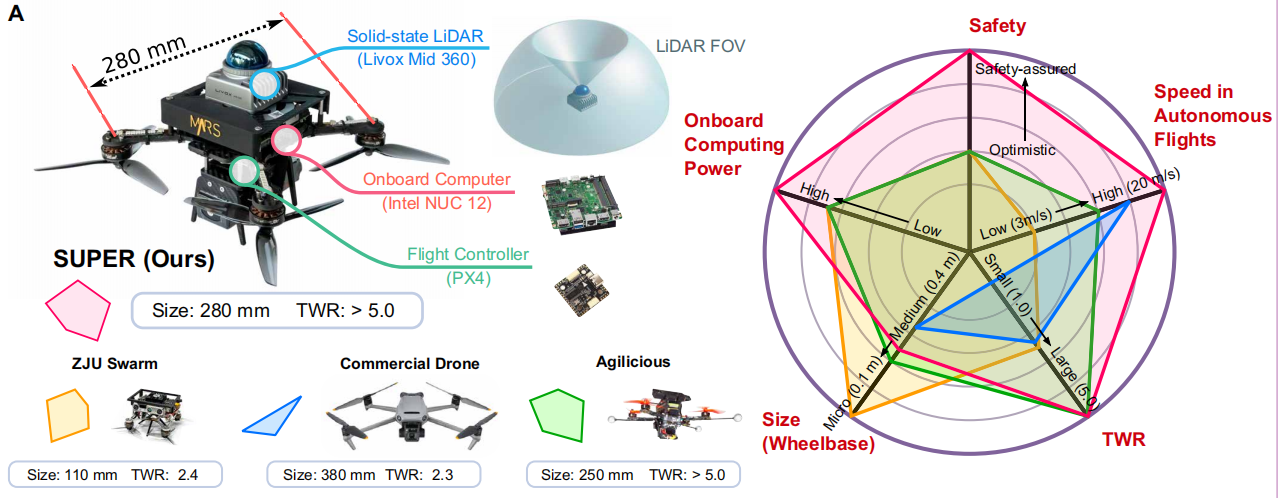 A
280 mm
Solid-state LiDAR
(Livox Mid 360)
LiDAR FOV
LIVOX
MARS
Onboard Computer
(Intel NUC 12)
Flight Controller
(PX4)
SUPER (Ours)
Size: 280 mm TWR: > 5.0
ZJU Swarm
Size: 110 mm TWR: 2.4
Commercial Drone
Size: 380 mm TWR: 2.3
Agilicious
Size: 250 mm TWR: > 5.0
Safety
Safety-assured
Optimistic
Speed in
Autonomous
Flights
High (20 m/s)
Low (3m/s)
Onboard
Computing
Power
High
Low
Medium (0.4 m)
Micro (0.1 m)
Size
(Wheelbase)
Small (1.0)
Large (5.0)
TWR